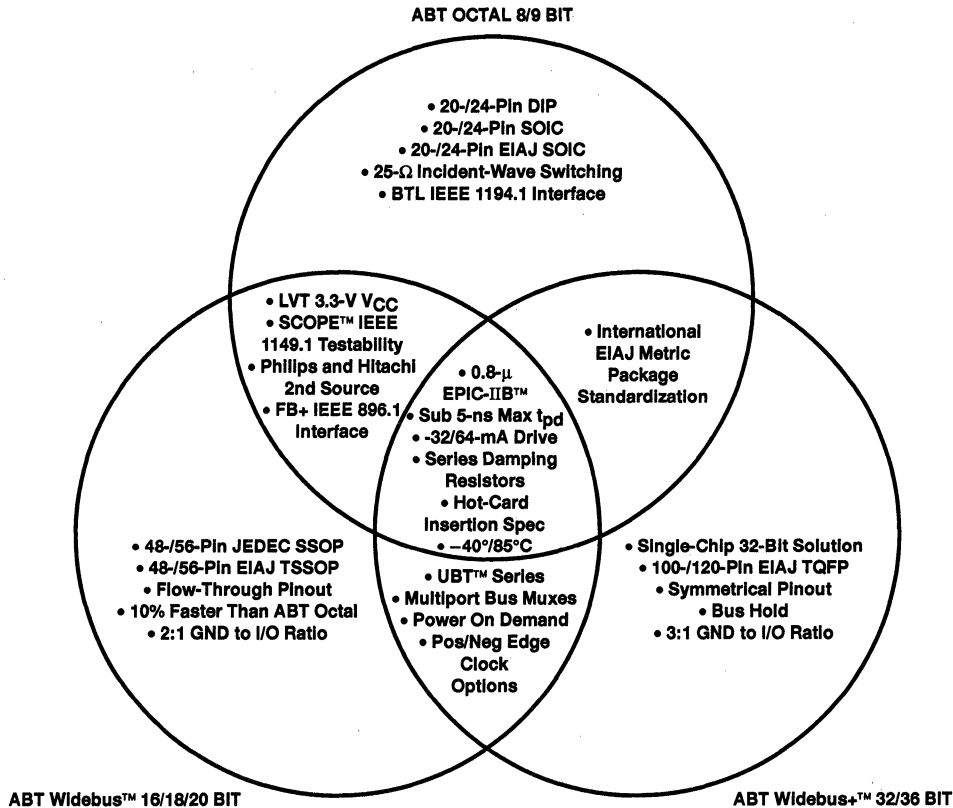 ABT OCTAL 8/9 BIT
• 20-/24-Pin DIP
• 20-/24-Pin SOIC
• 20-/24-Pin EIAJ SOIC
• 25-Ω Incident-Wave Switching
• BTL IEEE 1194.1 Interface
• LVT 3.3-V VCC
• SCOPE™ IEEE
1149.1 Testability
• Philips and Hitachi
2nd Source
• FB+ IEEE 896.1
Interface
• International
EIAJ Metric
Package
Standardization
• 0.8-μ
EPIC-IIB™
• Sub 5-ns Max tpd
• -32/64-mA Drive
• Series Damping
Resistors
• Hot-Card
Insertion Spec
• –40°/85°C
• 48-/56-Pin JEDEC SSOP
• 48-/56-Pin EIAJ TSSOP
• Flow-Through Pinout
• 10% Faster Than ABT Octal
• 2:1 GND to I/O Ratio
• UBT™ Series
• Multiport Bus Muxes
• Power On Demand
• Pos/Neg Edge
Clock
Options
• Single-Chip 32-Bit Solution
• 100-/120-Pin EIAJ TQFP
• Symmetrical Pinout
• Bus Hold
• 3:1 GND to I/O Ratio
ABT Widebus™ 16/18/20 BIT
ABT Widebus+™ 32/36 BIT